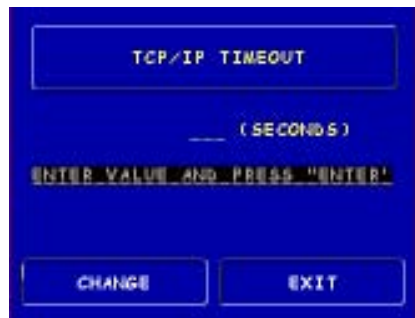 TCP/IP TIMEOUT
___ (SECONDS)
ENTER VALUE AND PRESS "ENTER'
CHANGE EXIT